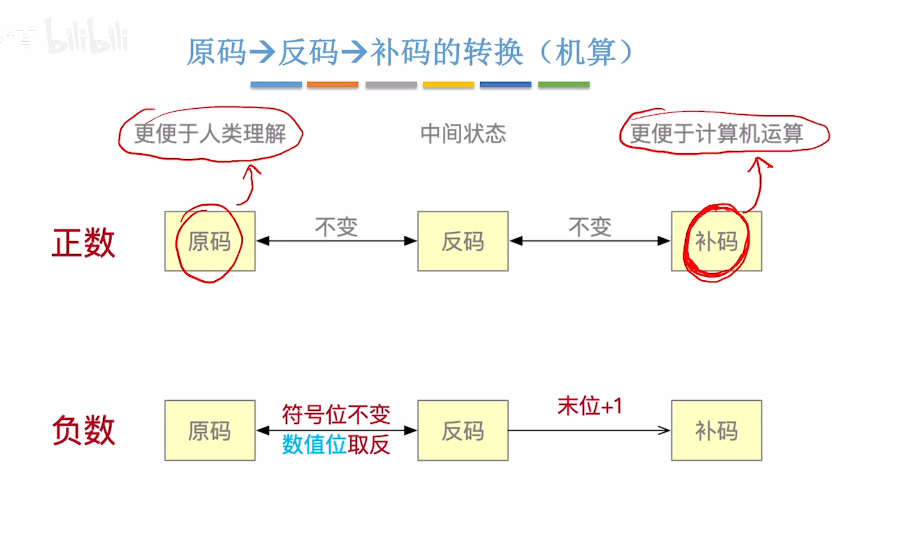 bilibili
原码→反码→补码的转换（机算）
更便于人类理解
中间状态
更便于计算机运算
正数
原码
不变
反码
不变
补码
负数
原码
符号位不变
数值位取反
反码
末位+1
补码